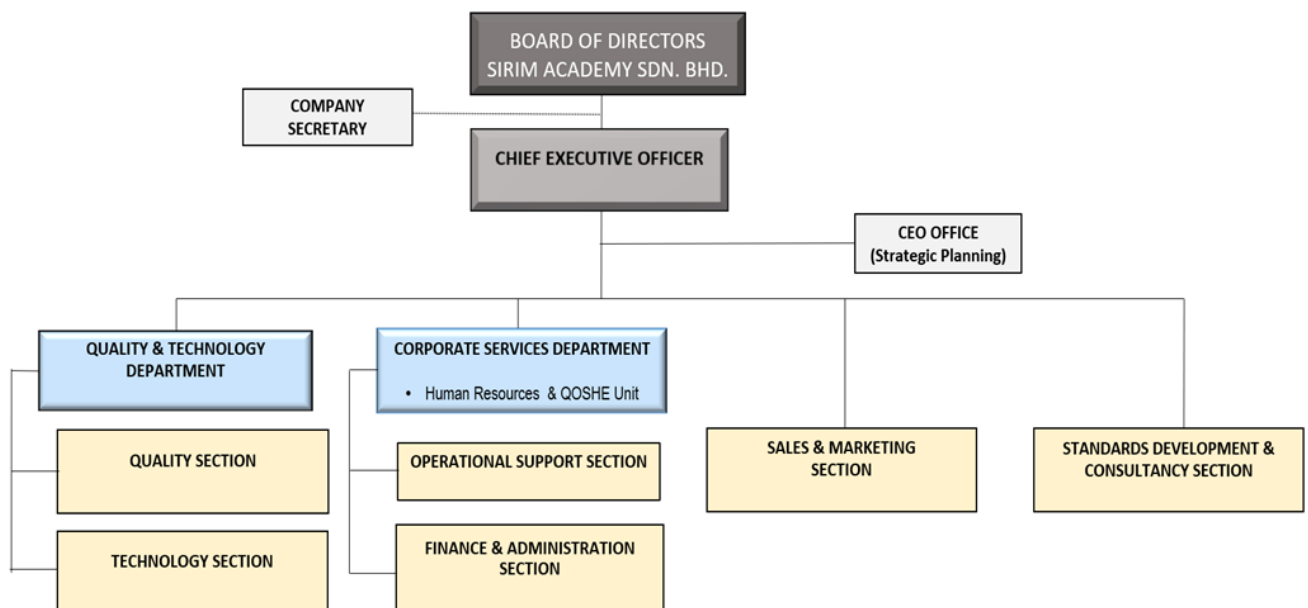 BOARD OF DIRECTORS
SIRIM ACADEMY SDN. BHD.
COMPANY
SECRETARY
CHIEF EXECUTIVE OFFICER
CEO OFFICE
(Strategic Planning)
QUALITY & TECHNOLOGY
DEPARTMENT
CORPORATE SERVICES DEPARTMENT
• Human Resources & QOSHE Unit
QUALITY SECTION
OPERATIONAL SUPPORT SECTION
SALES & MARKETING
SECTION
STANDARDS DEVELOPMENT &
CONSULTANCY SECTION
TECHNOLOGY SECTION
FINANCE & ADMINISTRATION
SECTION